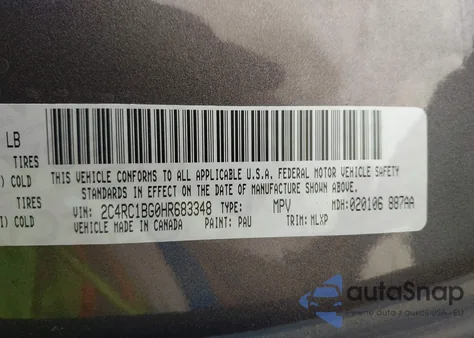 LB
TIRES
) COLD
TIRES
I) COLD
THIS VEHICLE CONFORMS TO ALL APPLICABLE U.S.A. FEDERAL MOTOR VEHICLE SAFETY
STANDARDS IN EFFECT ON THE DATE OF MANUFACTURE SHOWN ABOVE.
VIN: 2C4RC1BG0HR683348 TYPE: MPV MDH:020106 887AA
VEHICLE MADE IN CANADA PAINT: PAU TRIM: MLXP
autoSnap